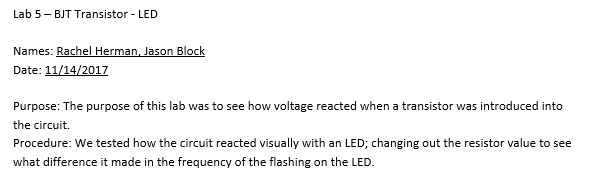 Lab 5 – BJT Transistor - LED
Names: Rachel Herman, Jason Block
Date: 11/14/2017
Purpose: The purpose of this lab was to see how voltage reacted when a transistor was introduced into
the circuit.
Procedure: We tested how the circuit reacted visually with an LED; changing out the resistor value to see
what difference it made in the frequency of the flashing on the LED.